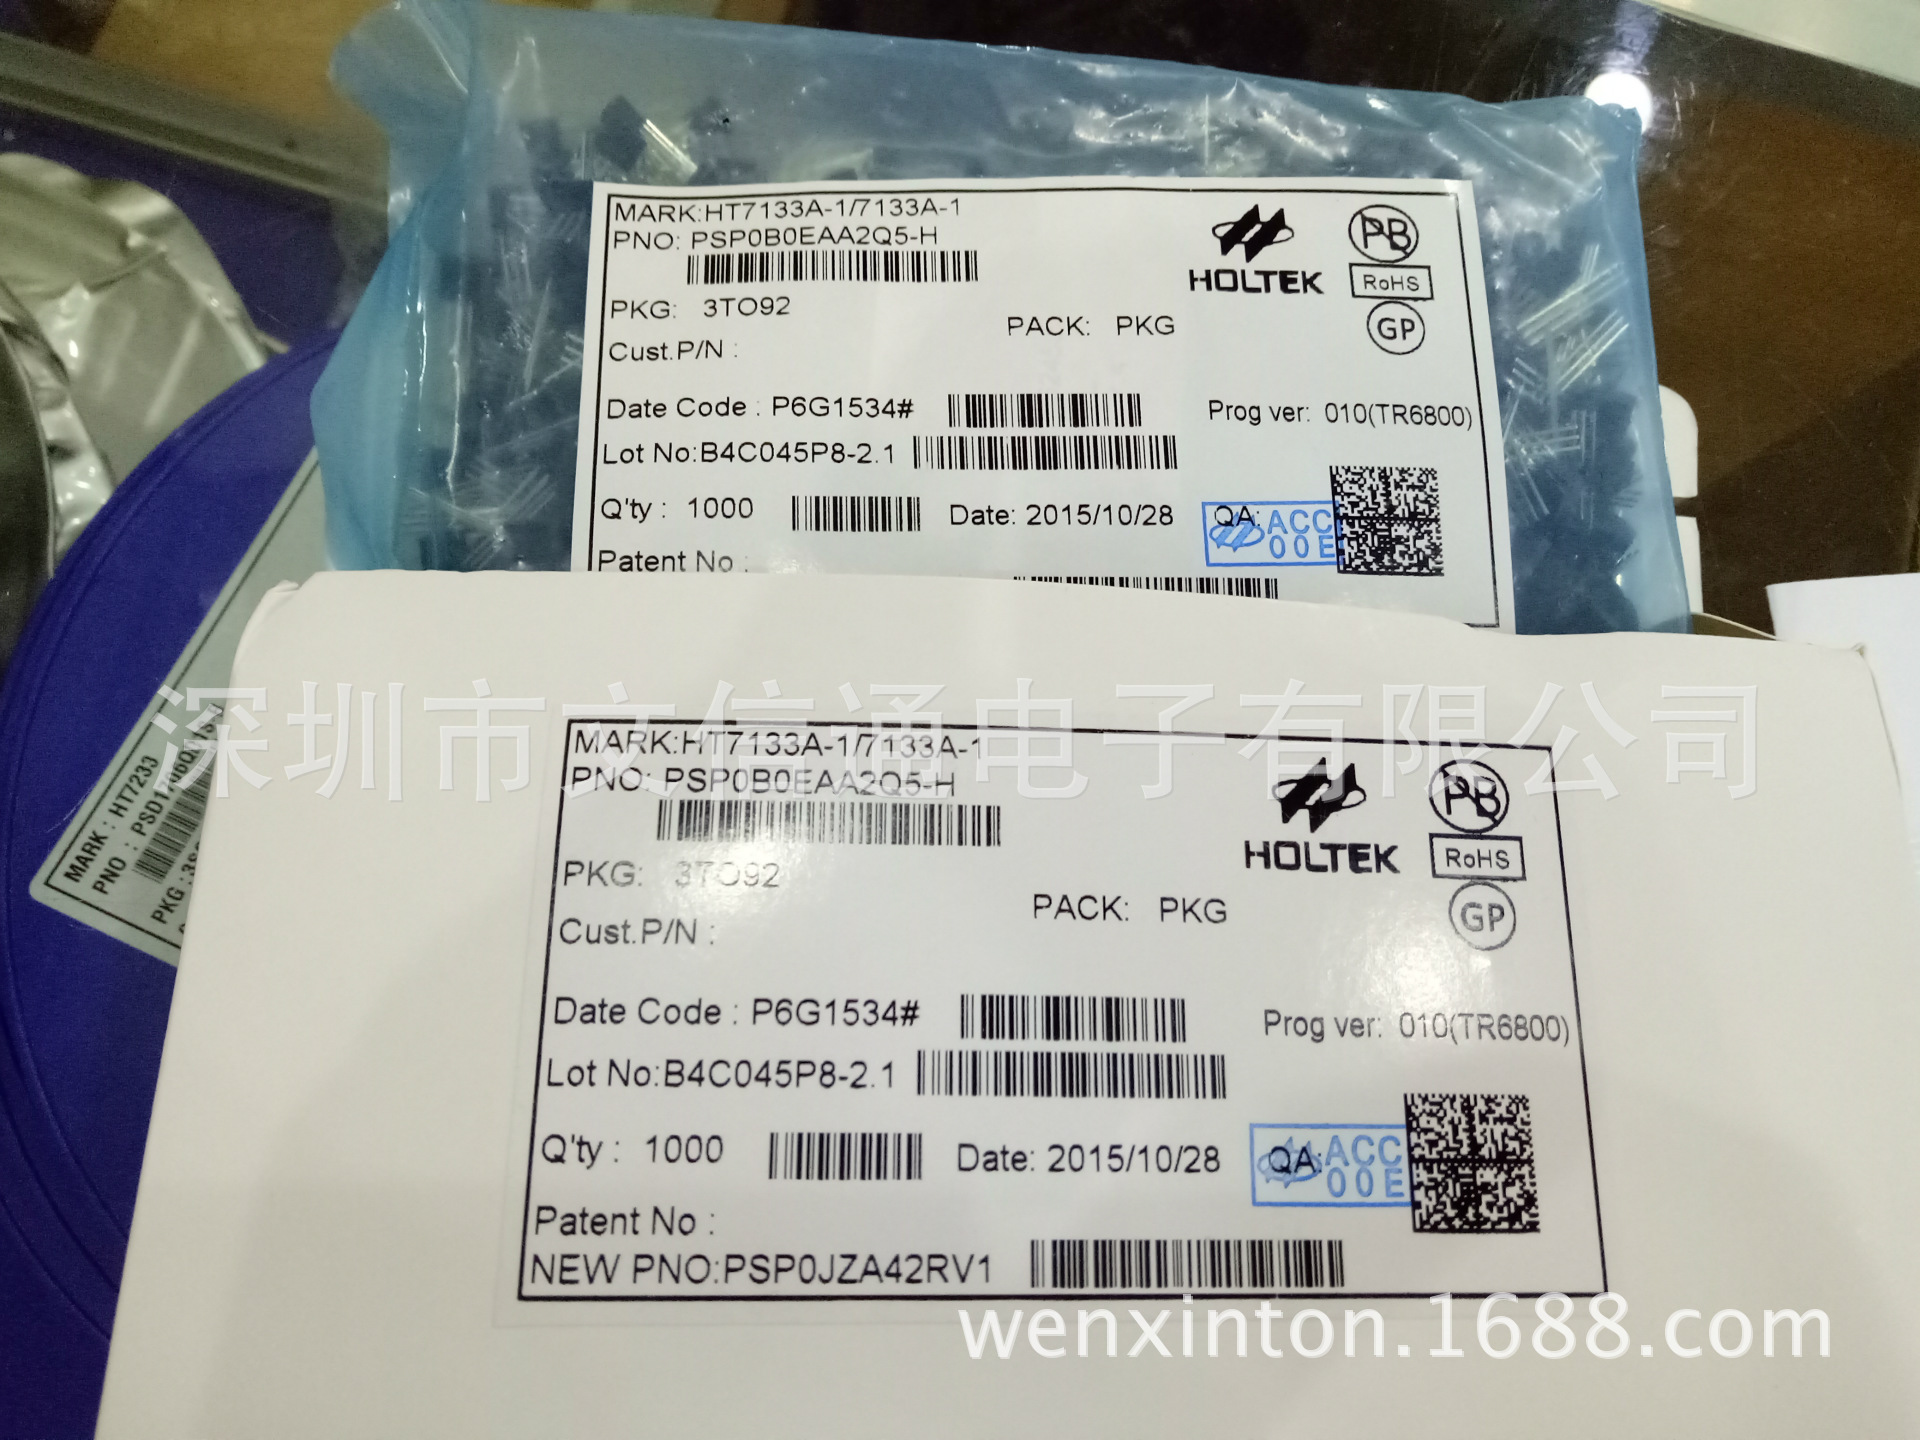 MARK:HT7133A-1/7133A-1
PNO: PSP0B0EAA2Q5-H
HOLTEK
PB
RoHS
GP
PKG: 3TO92
PACK: PKG
Cust.P/N :
Date Code : P6G1534#
Prog ver: 010(TR6800)
Lot No:B4C045P8-2.1
Q'ty : 1000
Date: 2015/10/28
QA:
ACC
00E
Patent No :
深圳市文信通电子有限公司
MARK : HT7233
PNO :
PKG :
MARK:HT7133A-1/7133A-1
PNO: PSP0B0EAA2Q5-H
HOLTEK
PB
RoHS
GP
PKG: 3TO92
PACK: PKG
Cust.P/N :
Date Code : P6G1534#
Prog ver: 010(TR6800)
Lot No:B4C045P8-2.1
Q'ty : 1000
Date: 2015/10/28
QA:
ACC
00E
Patent No :
NEW PNO:PSP0JZA42RV1
wenxinton.1688.com